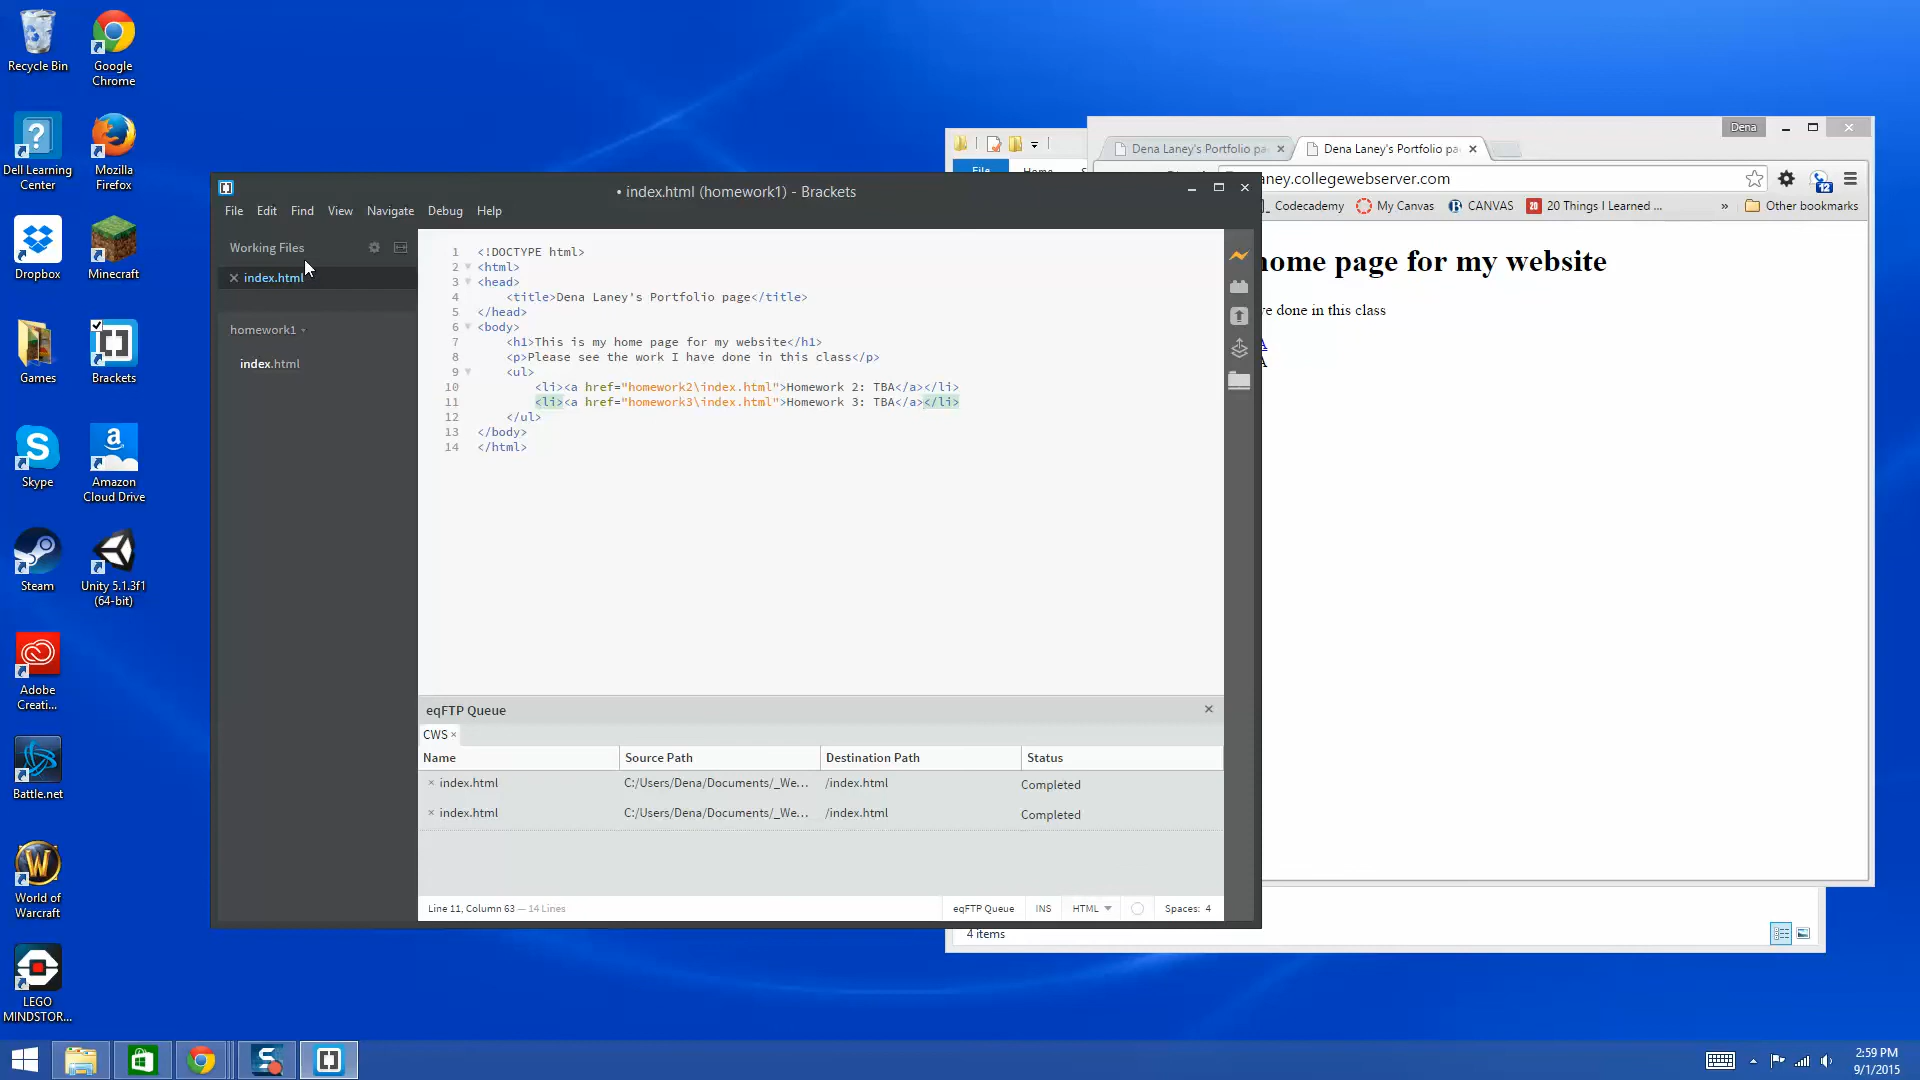 Recycle Bin
Google
Chrome
Dell Learning
Center
Mozilla
Firefox
Dropbox
Minecraft
Games
Brackets
Skype
Amazon
Cloud Drive
Steam
Unity 5.1.3f1
(64-bit)
Adobe
Creati...
Battle.net
World of
Warcraft
LEGO
MINDSTOR...
• index.html (homework1) - Brackets
File Edit Find View Navigate Debug Help
Working Files
index.html
homework1
index.html
1 <!DOCTYPE html>
2 <html>
3 <head>
4 <title>Dena Laney's Portfolio page</title>
5 </head>
6 <body>
7 <h1>This is my home page for my website</h1>
8 <p>Please see the work I have done in this class</p>
9 <ul>
10 <li><a href="homework2\index.html">Homework 2: TBA</a></li>
11 <li><a href="homework3\index.html">Homework 3: TBA</a></li>
12 </ul>
13 </body>
14 </html>
eqFTP Queue
CWS
Name Source Path Destination Path Status
index.html C:/Users/Dena/Documents/_We... /index.html Completed
index.html C:/Users/Dena/Documents/_We... /index.html Completed
Line 11, Column 63 — 14 Lines
eqFTP Queue INS HTML Spaces: 4
File
Dena
Dena Laney's Portfolio pa
Dena Laney's Portfolio pa
ney.collegewebserver.com
12
Codecademy My Canvas CANVAS 20 20 Things I Learned ... » Other bookmarks
home page for my website
ve done in this class
A
A
4 items
2:59 PM
9/1/2015